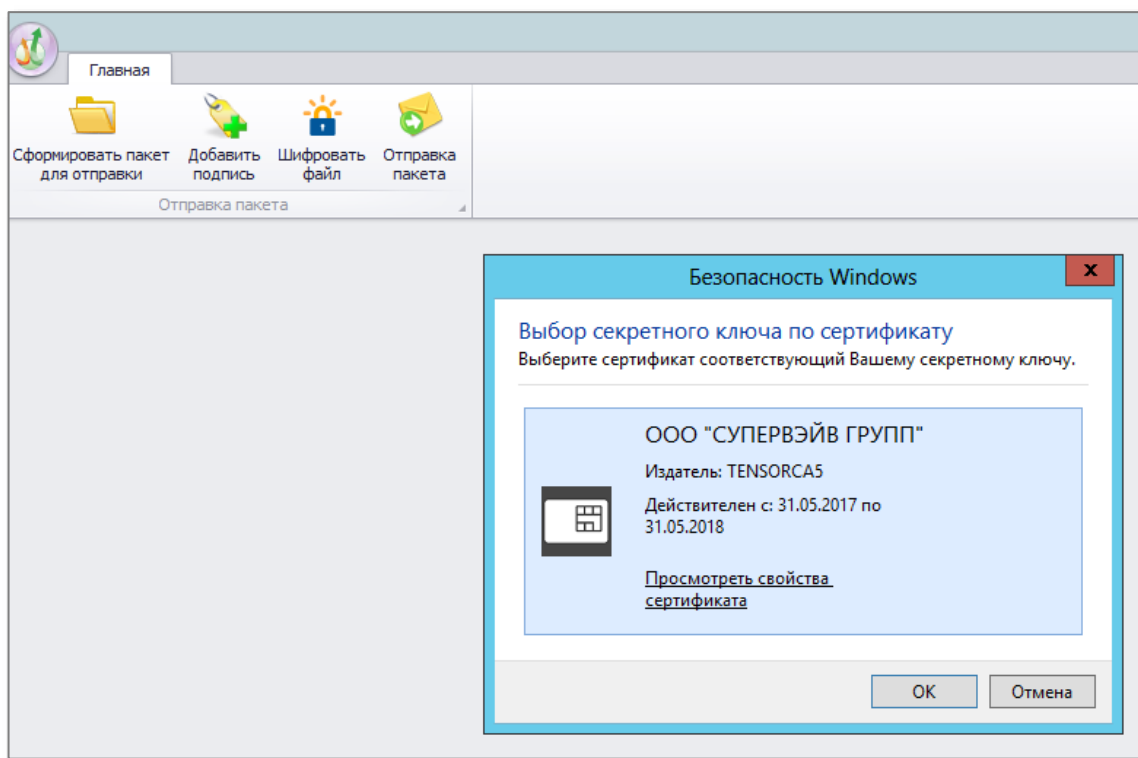 Главная
Сформировать пакет
для отправки
Добавить
подпись
Шифровать
файл
Отправка
пакета
Отправка пакета
Безопасность Windows
x
Выбор секретного ключа по сертификату
Выберите сертификат соответствующий Вашему секретному ключу.
ООО "СУПЕРВЭЙВ ГРУПП"
Издатель: TENSORCA5
Действителен с: 31.05.2017 по
31.05.2018
Просмотреть свойства
сертификата
ОК
Отмена